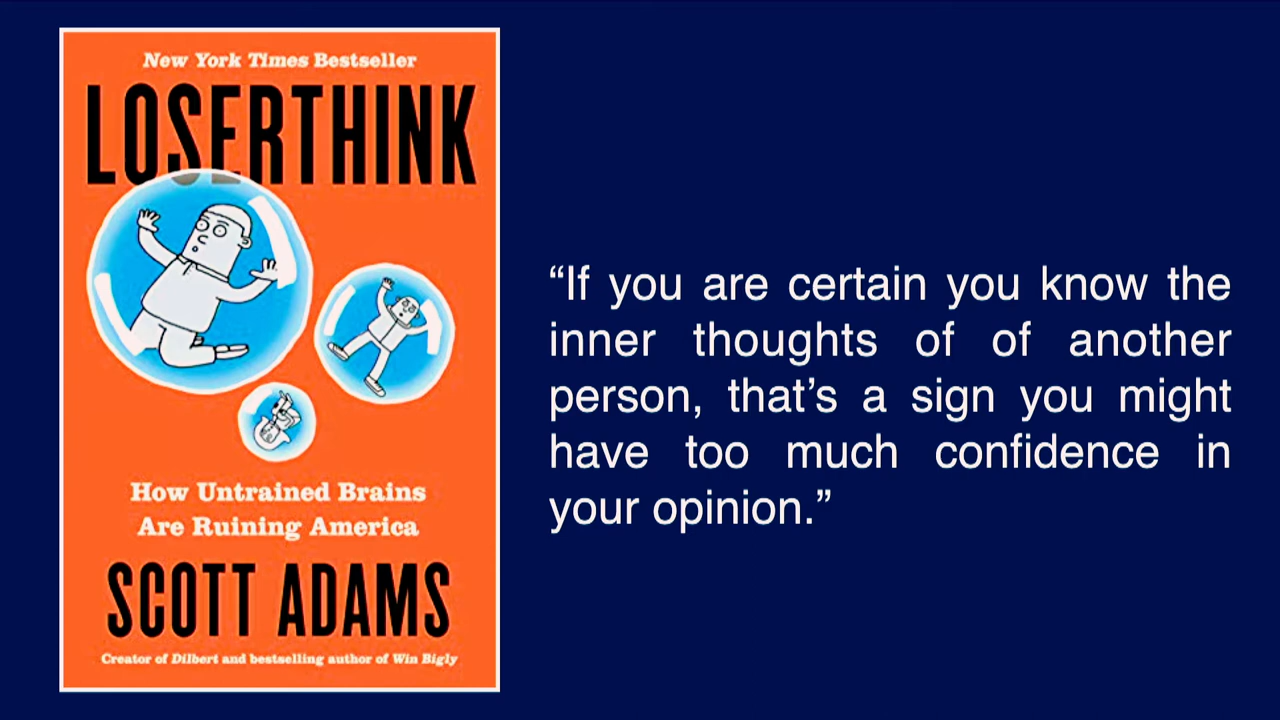 New York Times Bestseller
LOSERTHINK
How Untrained Brains
Are Ruining America
SCOTT ADAMS
Creator of Dilbert and bestselling author of Win Bigly
“If you are certain you know the
inner thoughts of of another
person, that’s a sign you might
have too much confidence in
your opinion.”